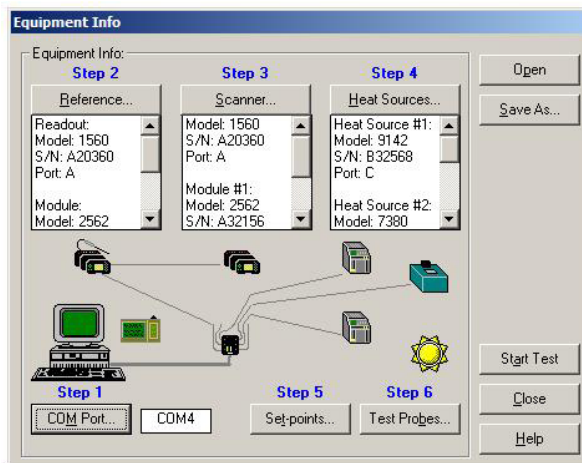 Equipment Info
Equipment Info:
Step 2
Step 3
Step 4
Reference...
Scanner...
Heat Sources...
Readout:
Model: 1560
S/N: A20360
Port: A
Module:
Model: 2562
Model: 1560
S/N: A20360
Port: A
Module #1:
Model: 2562
S/N: A32156
Heat Source #1:
Model: 9142
S/N: B32568
Port: C
Heat Source #2:
Model: 7380
Step 1
COM Port...
COM4
Step 5
Set-points...
Step 6
Test Probes...
Open
Save As...
Start Test
Close
Help